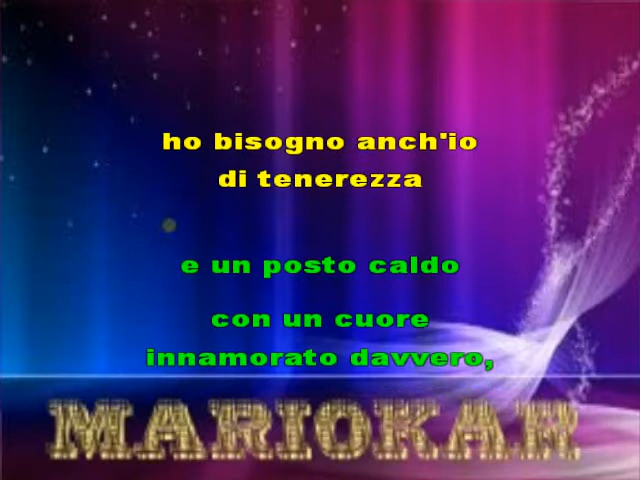 ho bisogno anch'io
di tenerezza
e un posto caldo
con un cuore
innamorato davvero,
MARIOKAR